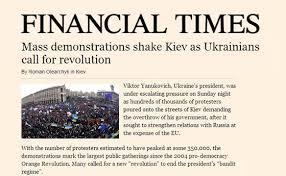 FINANCIAL TIMES
Mass demonstrations shake Kiev as Ukrainians
call for revolution
By Roman Olearchyk in Kiev
Viktor Yanukovich, Ukraine's president, was
under escalating pressure on Sunday night
as hundreds of thousands of protesters
poured onto the streets of Kiev demanding
the overthrow of his government, after it
sought to strengthen relations with Russia at
the expense of the EU.
With the number of protesters estimated to have peaked at some 350,000, the
demonstrations mark the largest public gatherings since the 2004 pro-democracy
Orange Revolution. Many called for a new "revolution" to end the president's "bandit
regime".